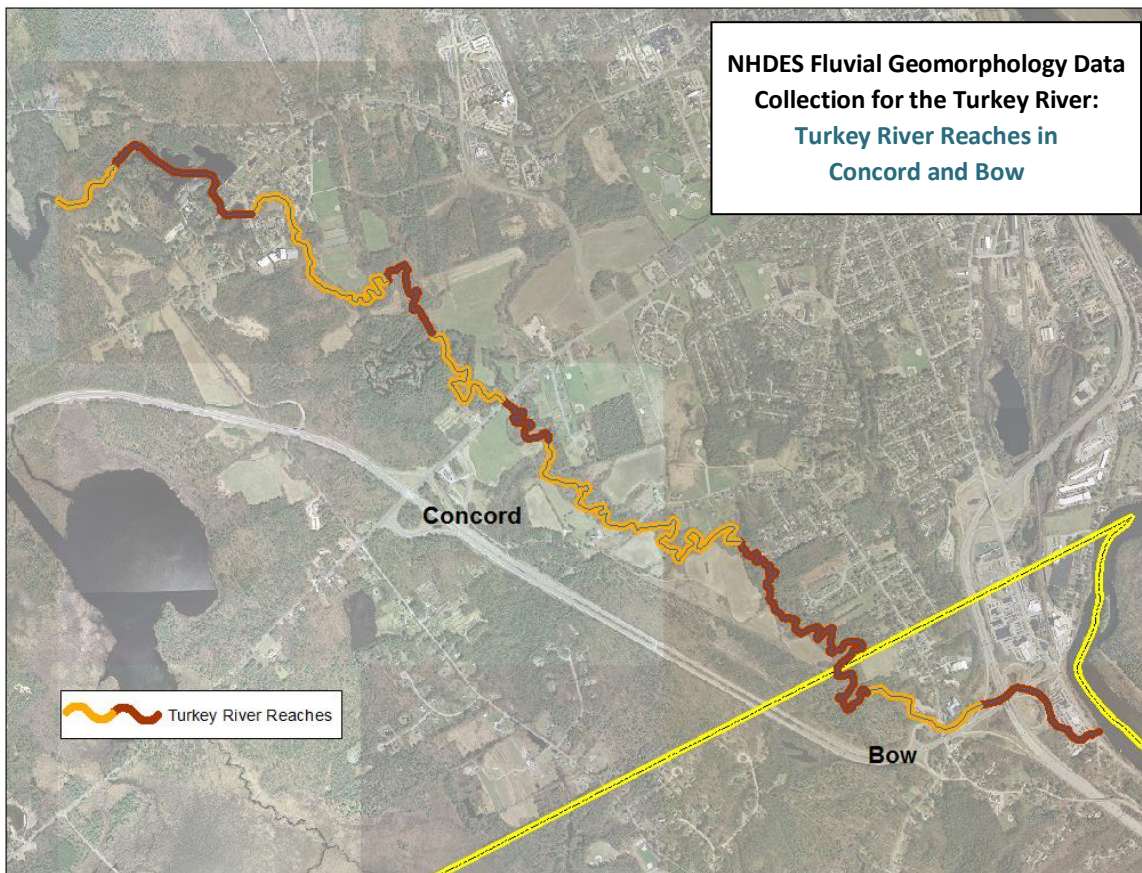 NHDES Fluvial Geomorphology Data
Collection for the Turkey River:
Turkey River Reaches in
Concord and Bow
Concord
Bow
Turkey River Reaches